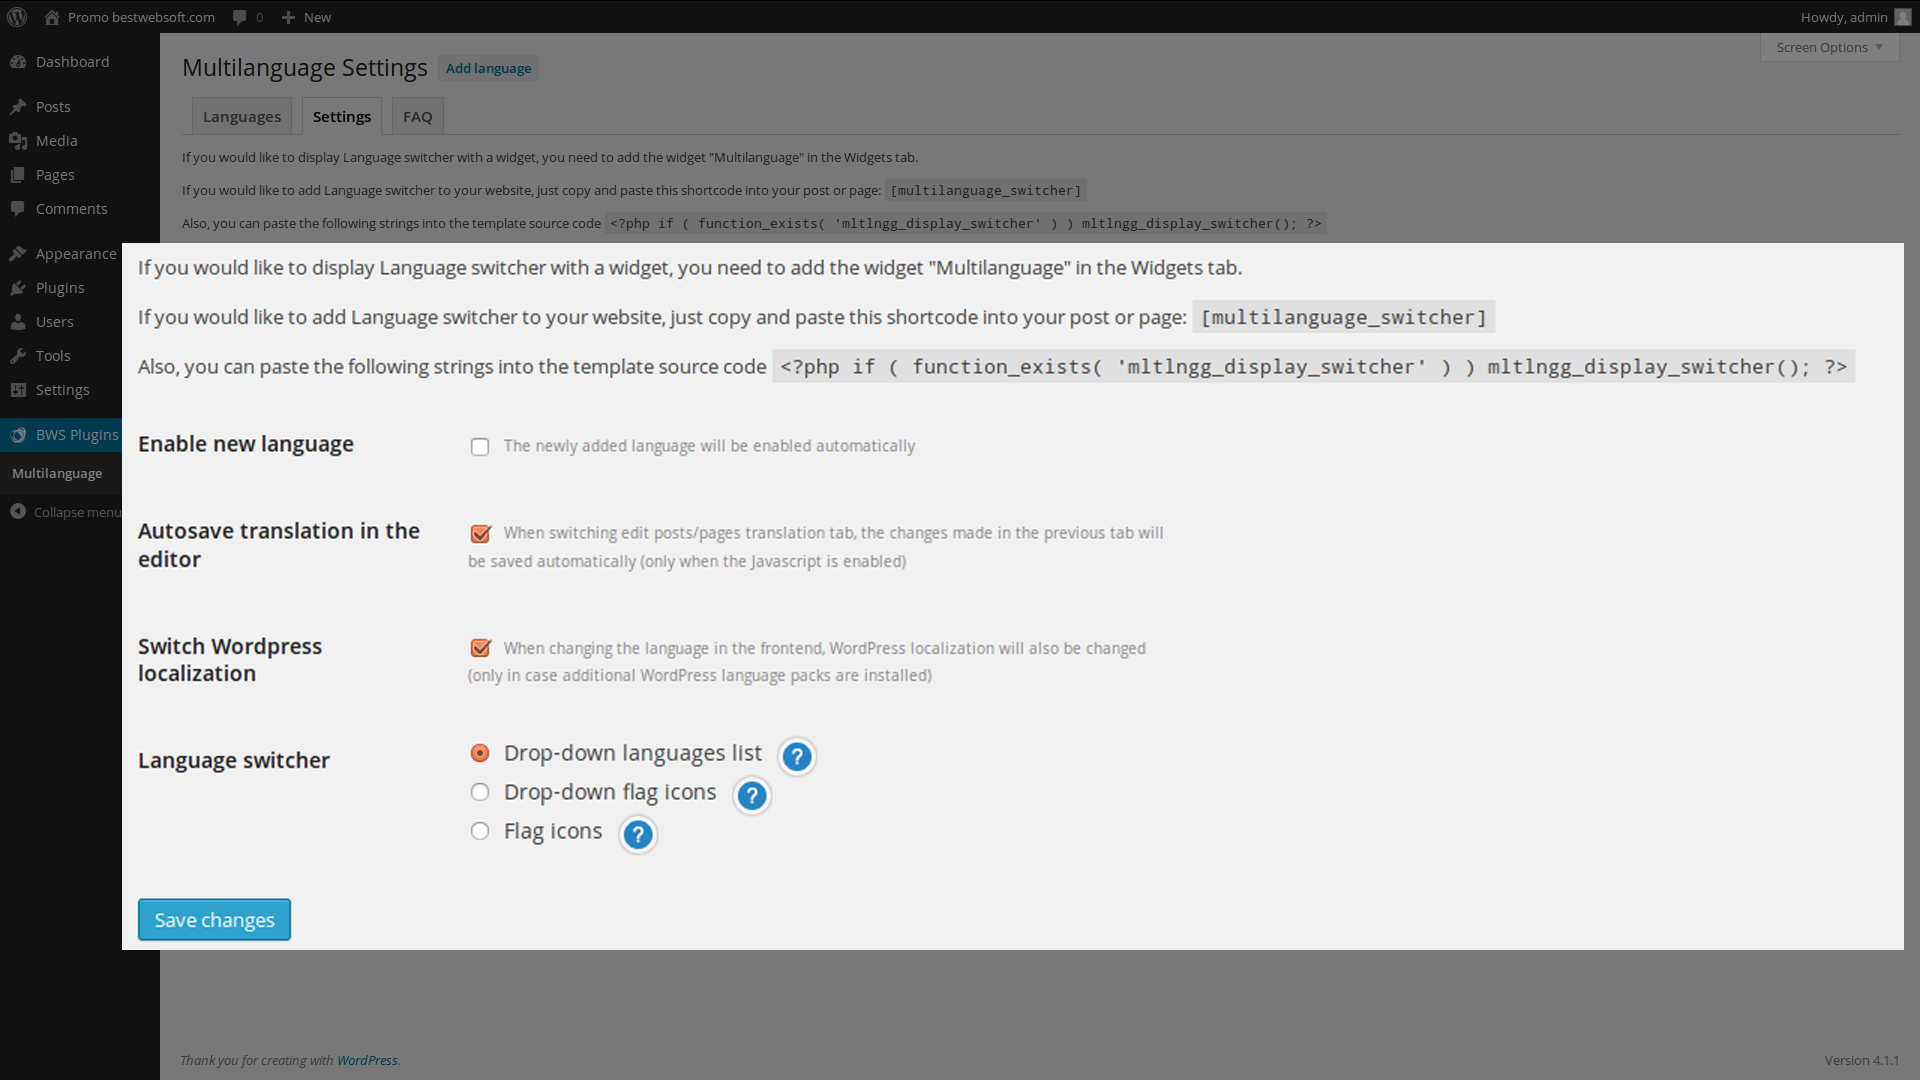 Promo bestwebsoft.com 0 New Howdy, admin
Screen Options
Dashboard
Posts
Media
Pages
Comments
Appearance
Plugins
Users
Tools
Settings
BWS Plugins
Multilanguage
Collapse menu
Multilanguage Settings Add language
Languages Settings FAQ
If you would like to display Language switcher with a widget, you need to add the widget "Multilanguage" in the Widgets tab.
If you would like to add Language switcher to your website, just copy and paste this shortcode into your post or page: [multilanguage_switcher]
Also, you can paste the following strings into the template source code <?php if ( function_exists( 'mltlngg_display_switcher' ) ) mltlngg_display_switcher(); ?>
If you would like to display Language switcher with a widget, you need to add the widget "Multilanguage" in the Widgets tab.
If you would like to add Language switcher to your website, just copy and paste this shortcode into your post or page: [multilanguage_switcher]
Also, you can paste the following strings into the template source code <?php if ( function_exists( 'mltlngg_display_switcher' ) ) mltlngg_display_switcher(); ?>
Enable new language
The newly added language will be enabled automatically
Autosave translation in the
editor
When switching edit posts/pages translation tab, the changes made in the previous tab will
be saved automatically (only when the Javascript is enabled)
Switch Wordpress
localization
When changing the language in the frontend, WordPress localization will also be changed
(only in case additional WordPress language packs are installed)
Language switcher
Drop-down languages list ?
Drop-down flag icons ?
Flag icons ?
Save changes
Thank you for creating with WordPress. Version 4.1.1